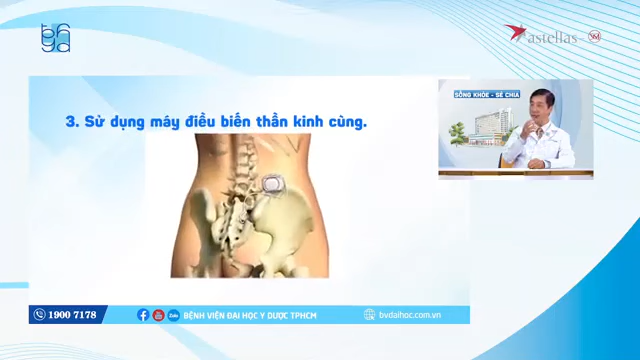 astellas
3. Sử dụng máy điều biến thần kinh cùng.
SỐNG KHỎE - SẺ CHIA
1900 7178
Zalo
BỆNH VIỆN ĐẠI HỌC Y DƯỢC TPHCM
bvdaihoc.com.vn